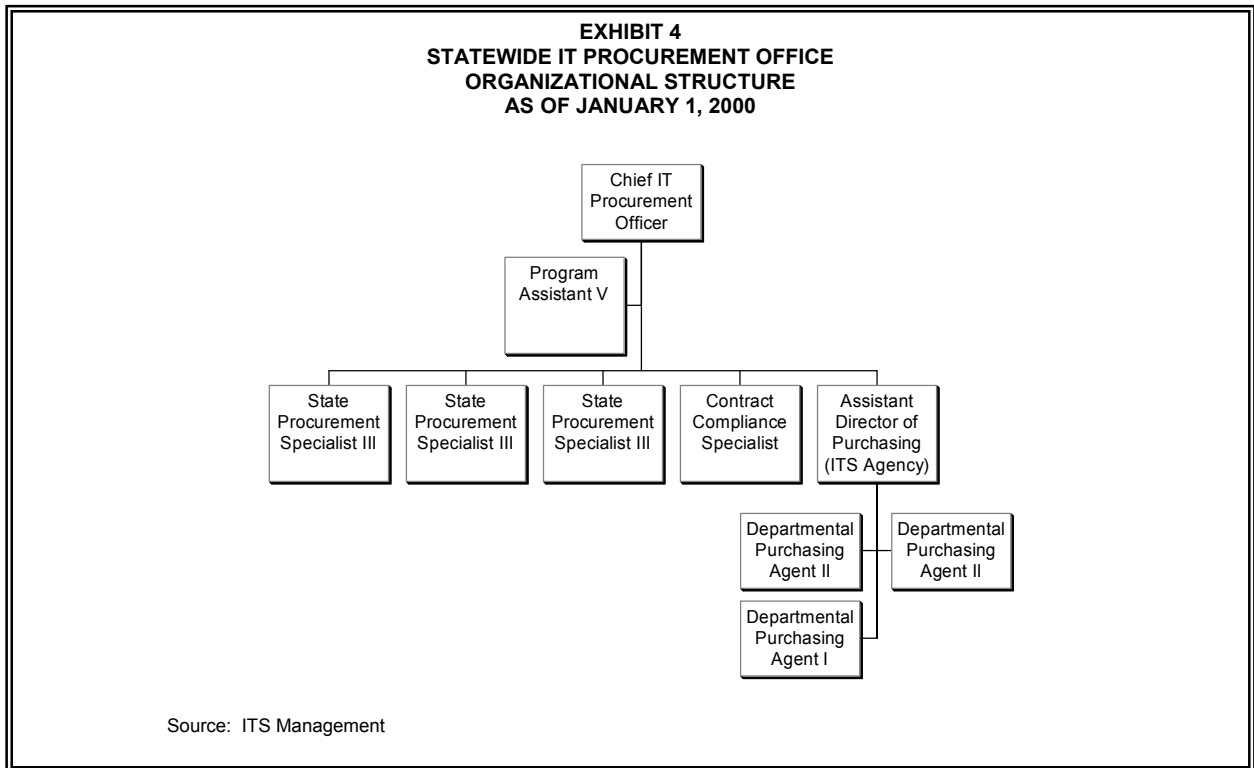 EXHIBIT 4
STATEWIDE IT PROCUREMENT OFFICE
ORGANIZATIONAL STRUCTURE
AS OF JANUARY 1, 2000
Chief IT
Procurement
Officer
Program
Assistant V
State
Procurement
Specialist III
State
Procurement
Specialist III
State
Procurement
Specialist III
Contract
Compliance
Specialist
Assistant
Director of
Purchasing
(ITS Agency)
Departmental
Purchasing
Agent II
Departmental
Purchasing
Agent II
Departmental
Purchasing
Agent I
Source: ITS Management